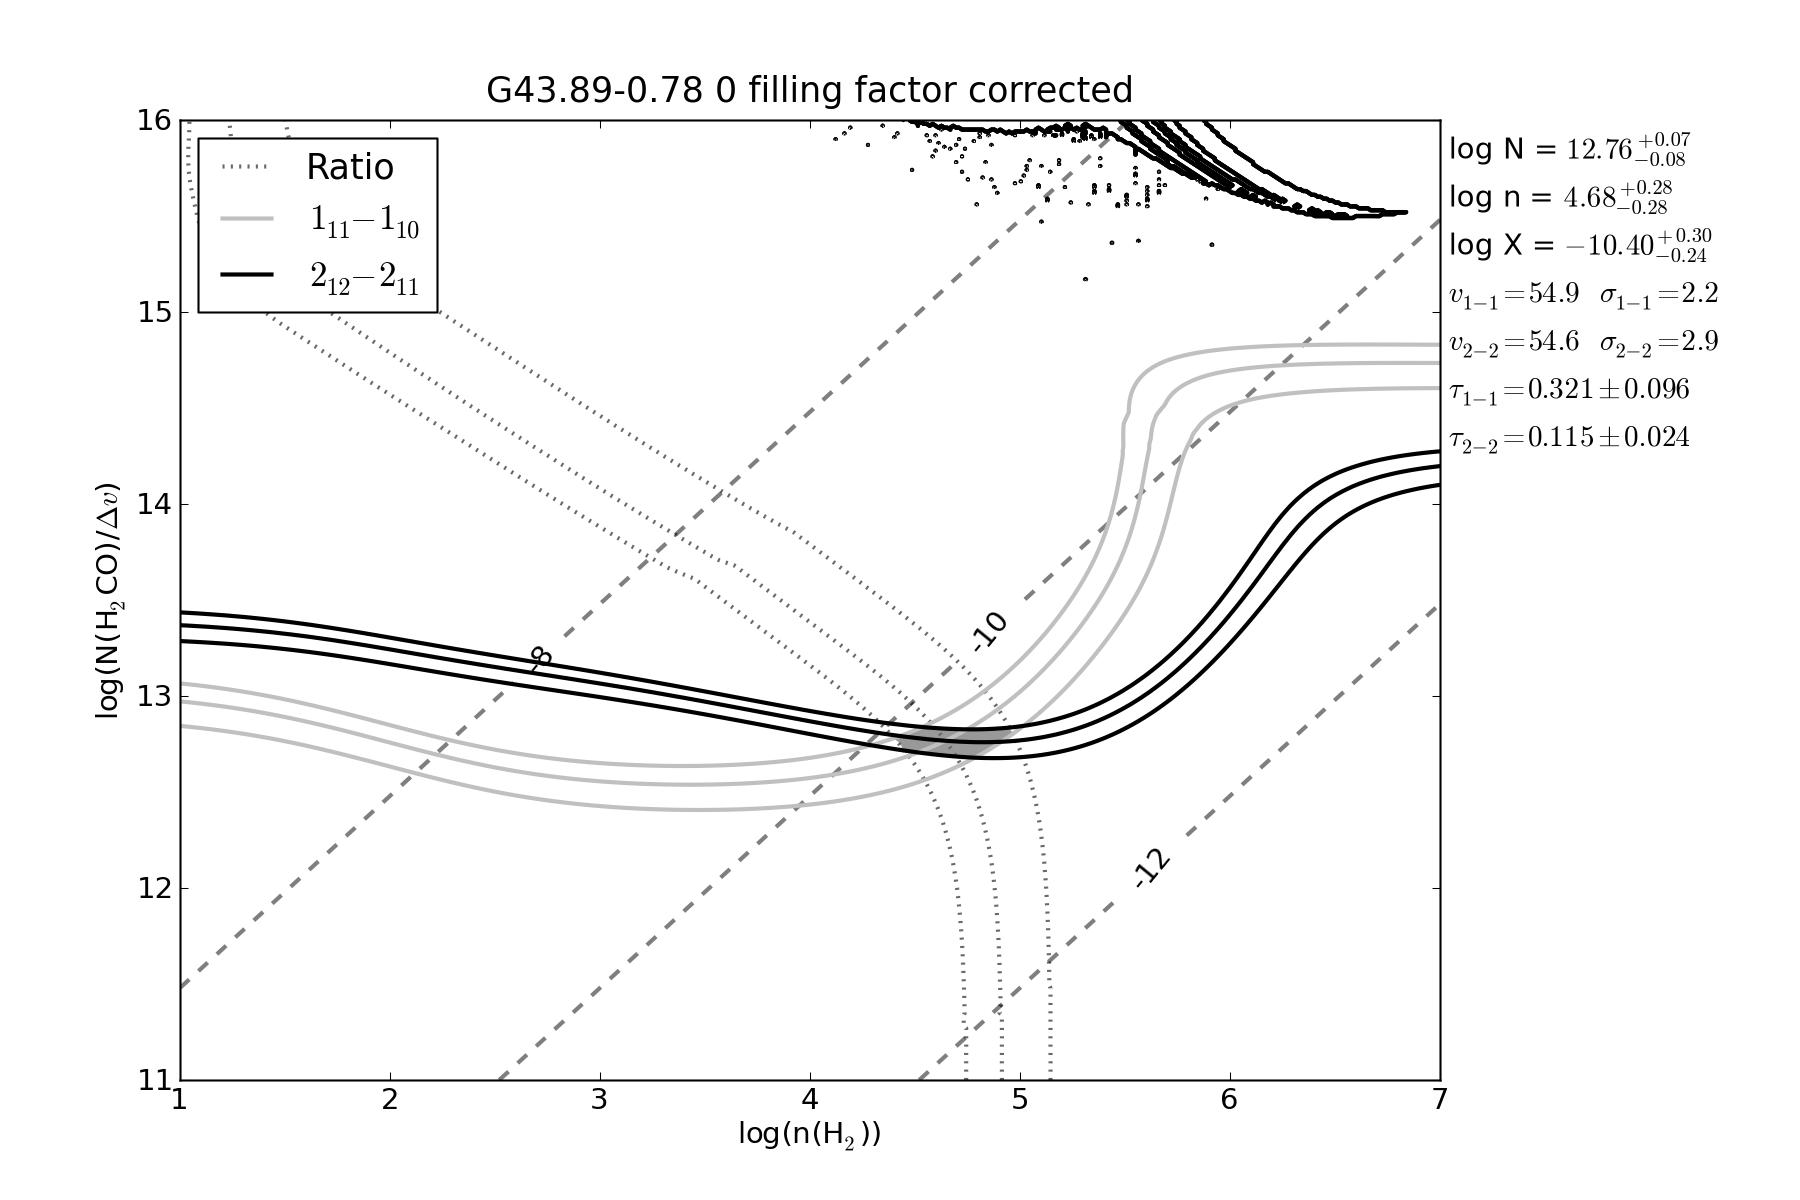 G43.89-0.78 0 filling factor corrected
16
15
14
13
12
11
log(N(H₂CO)/Δv)
Ratio
1₁₁−1₁₀
2₁₂−2₁₁
-8
-10
-12
1 2 3 4 5 6 7
log(n(H₂))
log N = 12.76 +0.07 −0.08
log n = 4.68 +0.28 −0.28
log X = −10.40 +0.30 −0.24
v₁₋₁=54.9 σ₁₋₁=2.2
v₂₋₂=54.6 σ₂₋₂=2.9
τ₁₋₁=0.321±0.096
τ₂₋₂=0.115±0.024